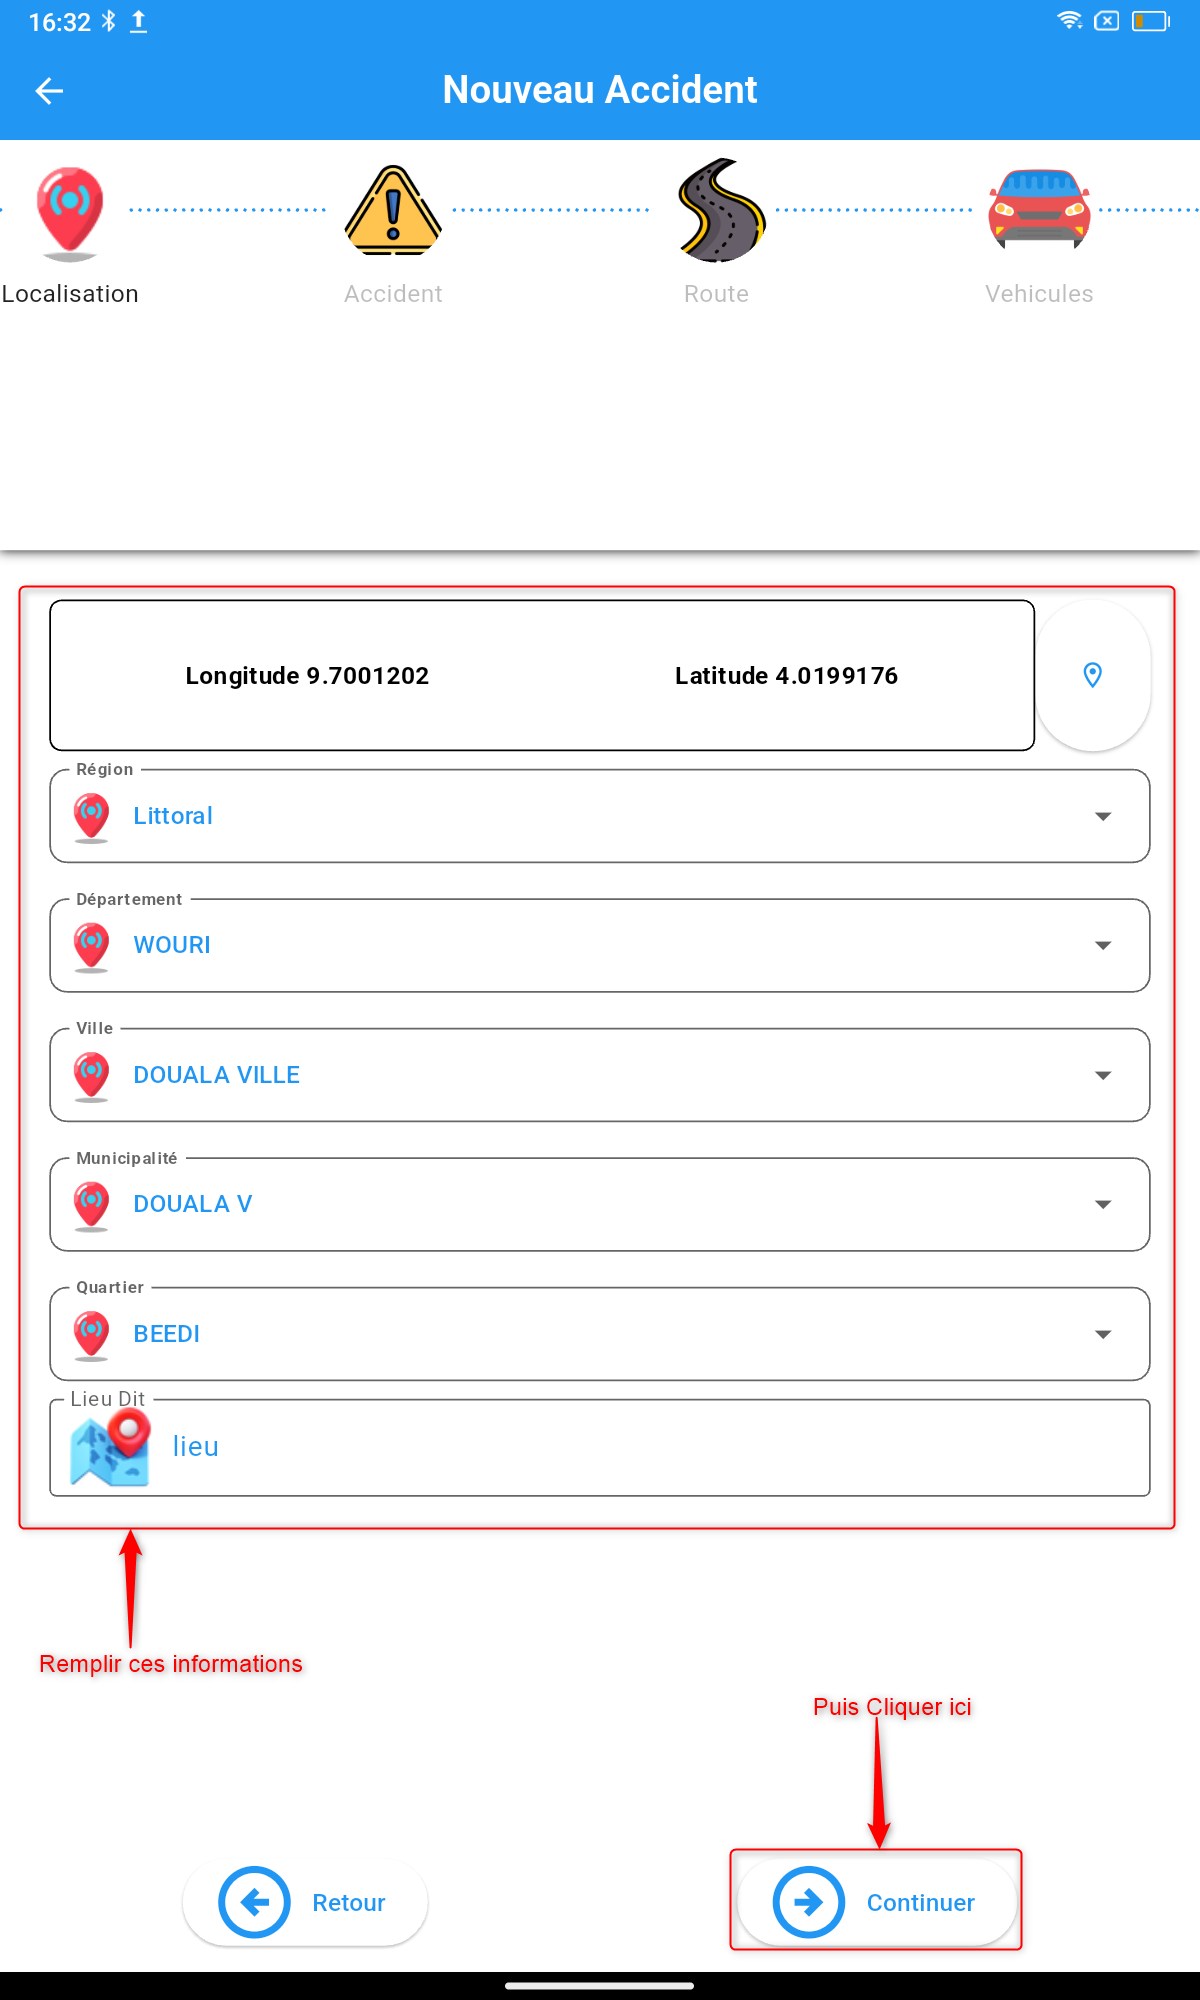 16:32
Nouveau Accident
Localisation
Accident
Route
Vehicules
Longitude 9.7001202
Latitude 4.0199176
Région
Littoral
Département
WOURI
Ville
DOUALA VILLE
Municipalité
DOUALA V
Quartier
BEEDI
Lieu Dit
lieu
Remplir ces informations
Puis Cliquer ici
Retour
Continuer